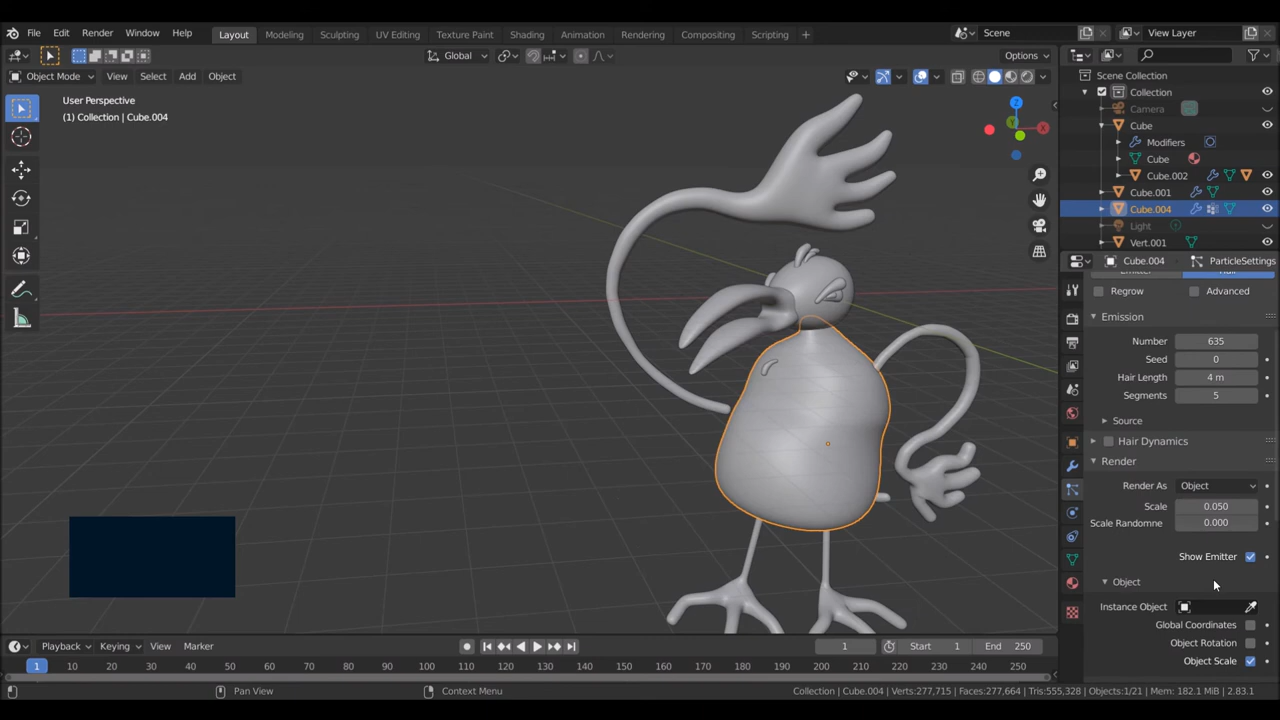 File Edit Render Window Help Layout Modeling Sculpting UV Editing Texture Paint Shading Animation Rendering Compositing Scripting + Scene View Layer
Global Options
Object Mode View Select Add Object
User Perspective
(1) Collection | Cube.004
Z
X
Y
Scene Collection
Collection
Camera
Cube
Modifiers
Cube
Cube.002
Cube.001
Cube.004
Light
Vert.001
Cube.004 ParticleSettings
Regrow Advanced
Emission
Number 635
Seed 0
Hair Length 4 m
Segments 5
Source
Hair Dynamics
Render
Render As Object
Scale 0.050
Scale Randomne 0.000
Show Emitter
Object
Instance Object
Global Coordinates
Object Rotation
Object Scale
Playback Keying View Marker 1 Start 1 End 250
1 10 20 30 40 50 60 70 80 90 100 110 120 130 140 150 160 170 180 190 200 210 220 230 240 250
Pan View Context Menu Collection | Cube.004 | Verts:277,715 | Faces:277,664 | Tris:555,328 | Objects:1/21 | Mem: 182.1 MiB | 2.83.1